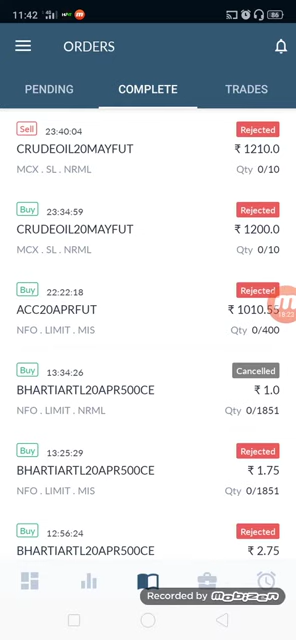 11:42 86
ORDERS
PENDING COMPLETE TRADES
Sell 23:40:04 Rejected
CRUDEOIL20MAYFUT ₹ 1210.0
MCX . SL . NRML Qty 0/10
Buy 23:34:59 Rejected
CRUDEOIL20MAYFUT ₹ 1200.0
MCX . SL . NRML Qty 0/10
Buy 22:22:18 Rejected
ACC20APRFUT ₹ 1010.55
NFO . LIMIT . MIS Qty 0/400
Buy 13:34:26 Cancelled
BHARTIARTL20APR500CE ₹ 1.0
NFO . LIMIT . NRML Qty 0/1851
Buy 13:25:29 Rejected
BHARTIARTL20APR500CE ₹ 1.75
NFO . LIMIT . MIS Qty 0/1851
Buy 12:56:24 Rejected
BHARTIARTL20APR500CE ₹ 2.75
Recorded by Mobizen